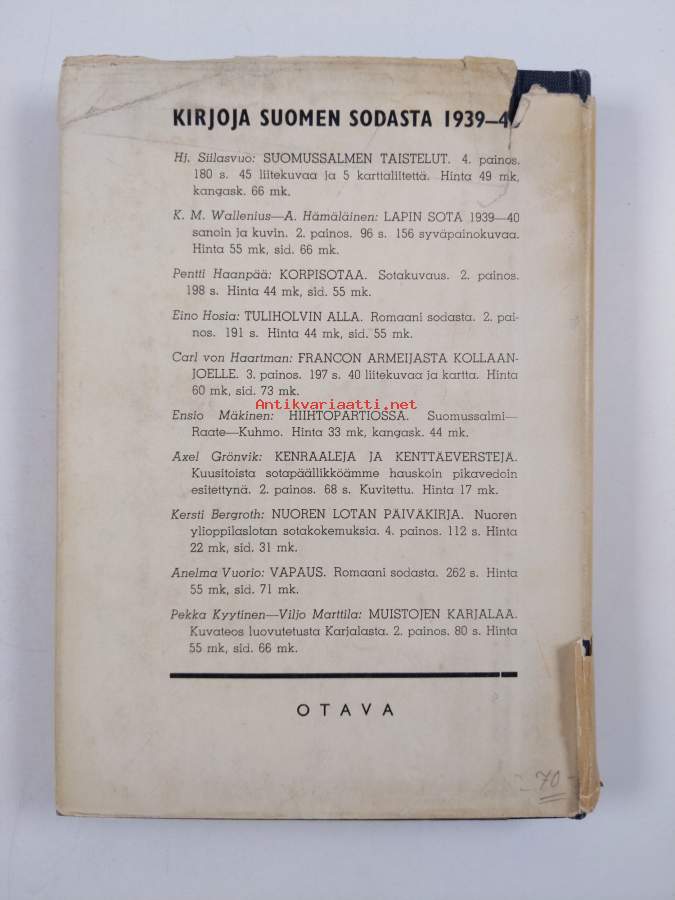 KIRJOJA SUOMEN SODASTA 1939—4
Hj. Siilasvuo: SUOMUSSALMEN TAISTELUT. 4. painos.
180 s. 45 liitekuvaa ja 5 karttaliitettä. Hinta 49 mk,
kangask. 66 mk.
K. M. Wallenius—A. Hämäläinen: LAPIN SOTA 1939—40
sanoin ja kuvin. 2. painos. 96 s. 156 syväpainokuvaa.
Hinta 55 mk, sid. 66 mk.
Pentti Haanpää: KORPISOTAA. Sotakuvaus. 2. painos.
198 s. Hinta 44 mk, sid. 55 mk.
Eino Hosia: TULIHOLVIN ALLA. Romaani sodasta. 2. pai-
nos. 191 s. Hinta 44 mk, sid. 55 mk.
Carl von Haartman: FRANCON ARMEIJASTA KOLLAAN-
JOELLE. 3. painos. 197 s. 40 liitekuvaa ja kartta. Hinta
60 mk, sid. 73 mk.
Antikvariaatti.net
Ensio Mäkinen: HIIHTOPARTIOSSA. Suomussalmi—
Raate—Kuhmo. Hinta 33 mk, kangask. 44 mk.
Axel Grönvik: KENRAALEJA JA KENTTÄEVERSTEJÄ.
Kuusitoista sotapäällikköämme hauskoin pikavedoin
esitettynä. 2. painos. 68 s. Kuvitettu. Hinta 17 mk.
Kersti Bergroth: NUOREN LOTAN PÄIVÄKIRJA. Nuoren
ylioppilaslotan sotakokemuksia. 4. painos. 112 s. Hinta
22 mk, sid. 31 mk.
Anelma Vuorio: VAPAUS. Romaani sodasta. 262 s. Hinta
55 mk, sid. 71 mk.
Pekka Kyytinen—Viljo Marttila: MUISTOJEN KARJALAA.
Kuvateos luovutetusta Karjalasta. 2. painos. 80 s. Hinta
55 mk, sid. 66 mk.
OTAVA
70